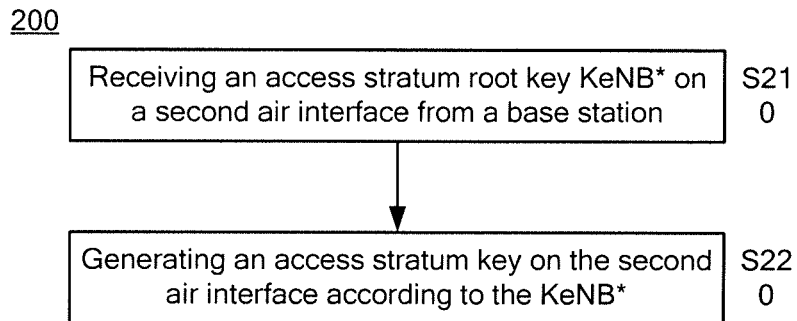 200
Receiving an access stratum root key KeNB* on
a second air interface from a base station
S21
0
Generating an access stratum key on the second
air interface according to the KeNB*
S22
0